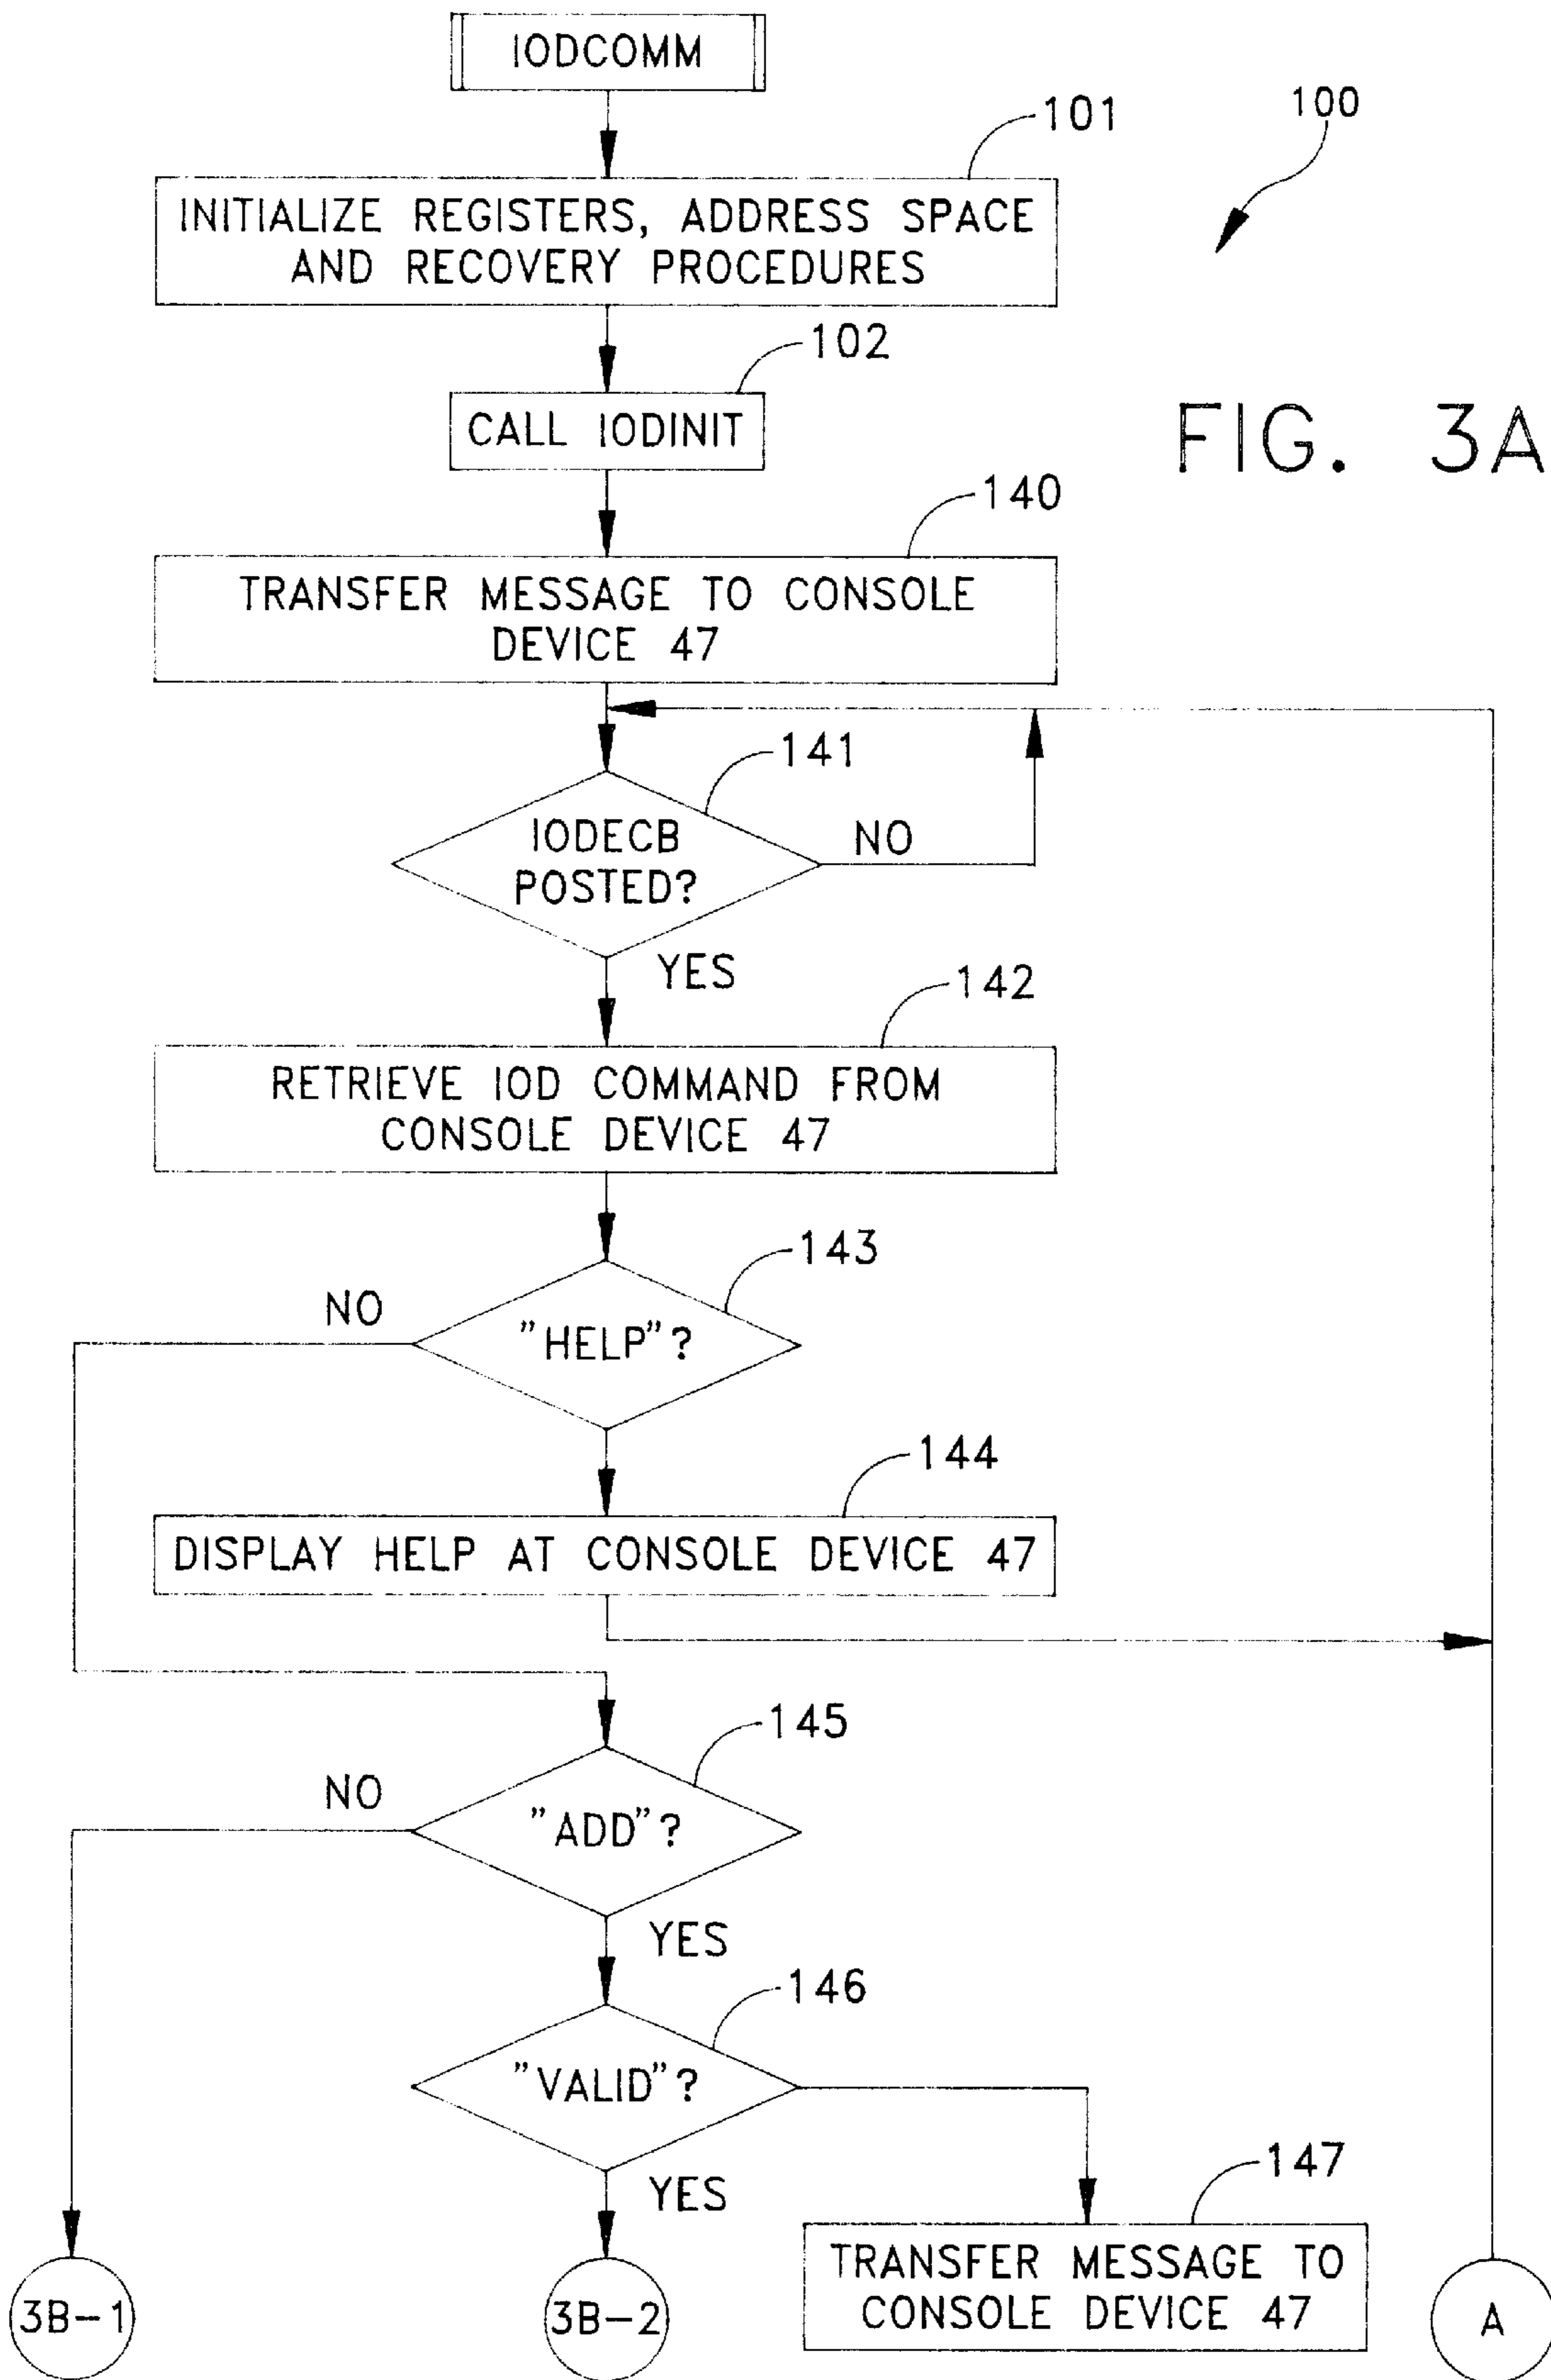 IODCOMM
101
100
INITIALIZE REGISTERS, ADDRESS SPACE
AND RECOVERY PROCEDURES
102
CALL IODINIT
FIG. 3A
140
TRANSFER MESSAGE TO CONSOLE
DEVICE 47
141
IODECB
POSTED?
NO
YES
142
RETRIEVE IOD COMMAND FROM
CONSOLE DEVICE 47
143
NO
"HELP"?
144
DISPLAY HELP AT CONSOLE DEVICE 47
145
NO
"ADD"?
YES
146
"VALID"?
YES
147
TRANSFER MESSAGE TO
CONSOLE DEVICE 47
3B-1
3B-2
A